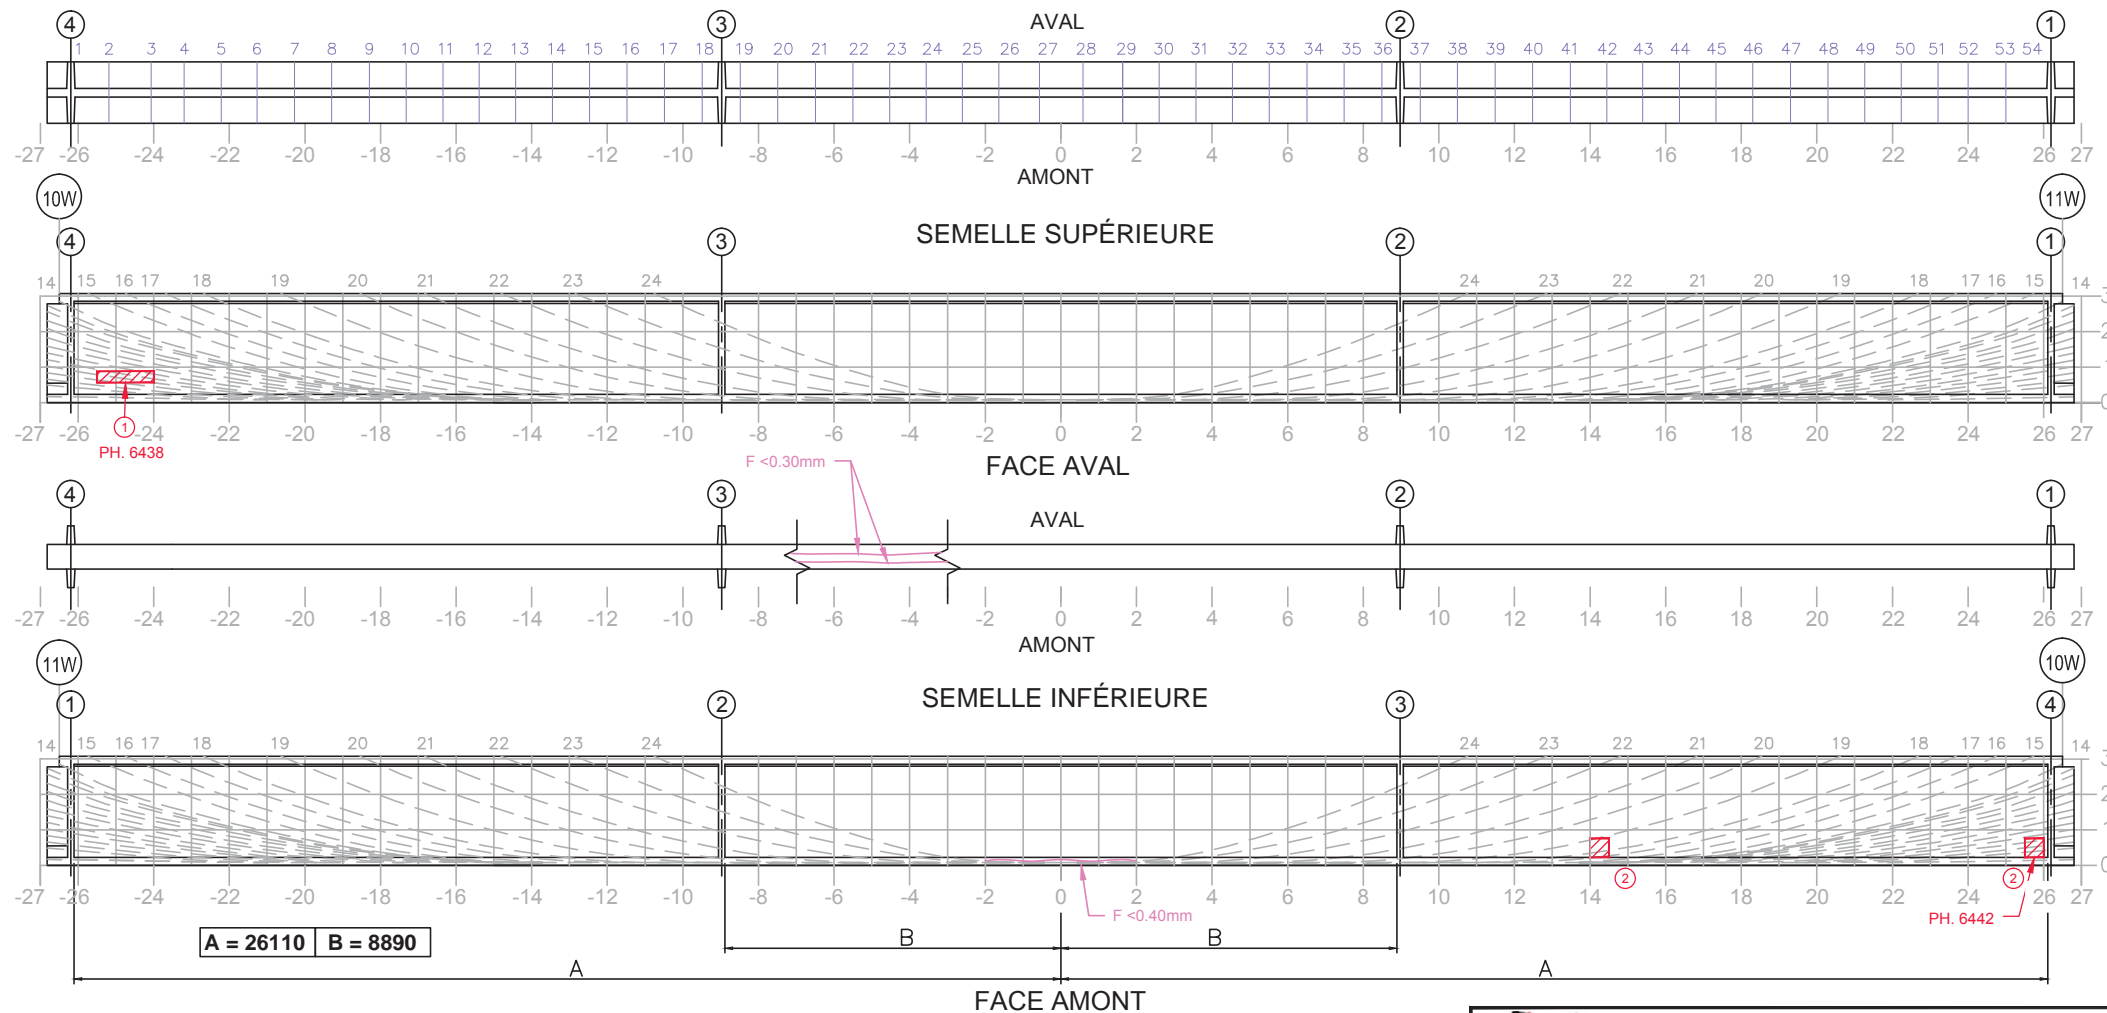 4 3 AVAL 2 1
1 2 3 4 5 6 7 8 9 10 11 12 13 14 15 16 17 18 19 20 21 22 23 24 25 26 27 28 29 30 31 32 33 34 35 36 37 38 39 40 41 42 43 44 45 46 47 48 49 50 51 52 53 54
-27 -26 -24 -20 -18 -16 -14 -12 -10 -8 -6 -4 -2 0 2 4 6 8 10 12 14 16 18 20 22 24 26 27
AMONT
10W 11W
SEMELLE SUPÉRIEURE
4 3 2 1
14 15 16 17 18 19 20 21 22 23 24 24 23 22 21 20 19 18 17 16 15 14
3
2
1
0
-27 -26 -24 -20 -18 -16 -14 -12 -10 -8 -6 -4 -2 0 2 4 6 8 10 12 14 16 18 20 22 24 26 27
1
PH. 6438
F <0.30mm
FACE AVAL
4 3 2 1
AVAL
-27 -26 -24 -20 -18 -16 -14 -12 -10 -8 -6 -4 -2 0 2 4 6 8 10 12 14 16 18 20 22 24 26 27
AMONT
11W 10W
SEMELLE INFÉRIEURE
1 2 3 4
14 15 16 17 18 19 20 21 22 23 24 24 23 22 21 20 19 18 17 16 15 14
3
2
1
0
2 2
-27 -26 -24 -20 -18 -16 -14 -12 -10 -8 -6 -4 -2 0 2 4 6 8 10 12 14 16 18 20 22 24 26 27
F <0.40mm
PH. 6442
A = 26110 B = 8890
B B
A A
FACE AMONT